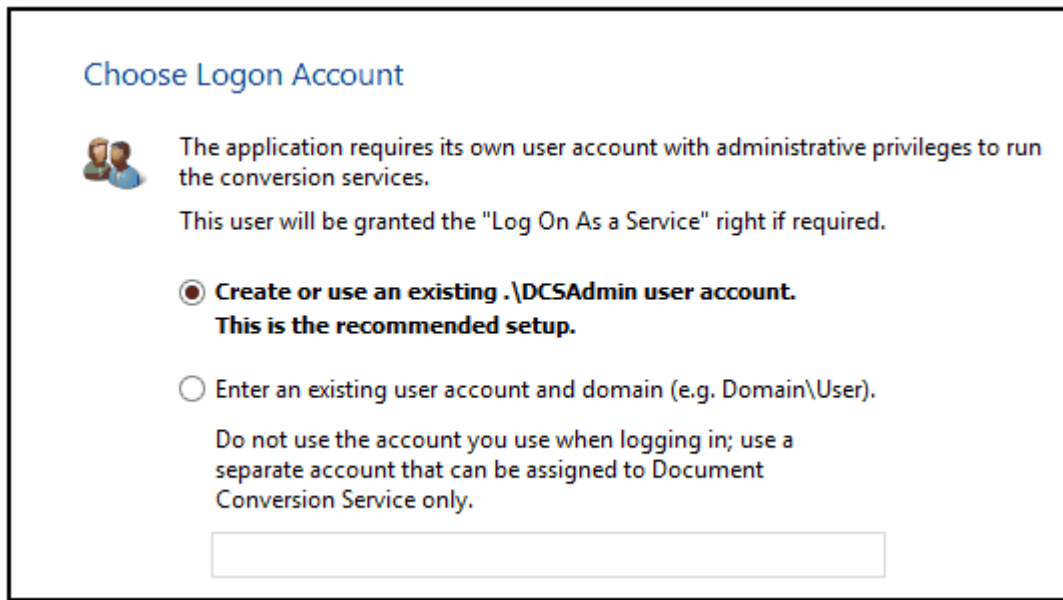 Choose Logon Account
The application requires its own user account with administrative privileges to run
the conversion services.
This user will be granted the "Log On As a Service" right if required.
Create or use an existing .\DCSAdmin user account.
This is the recommended setup.
Enter an existing user account and domain (e.g. Domain\User).
Do not use the account you use when logging in; use a
separate account that can be assigned to Document
Conversion Service only.